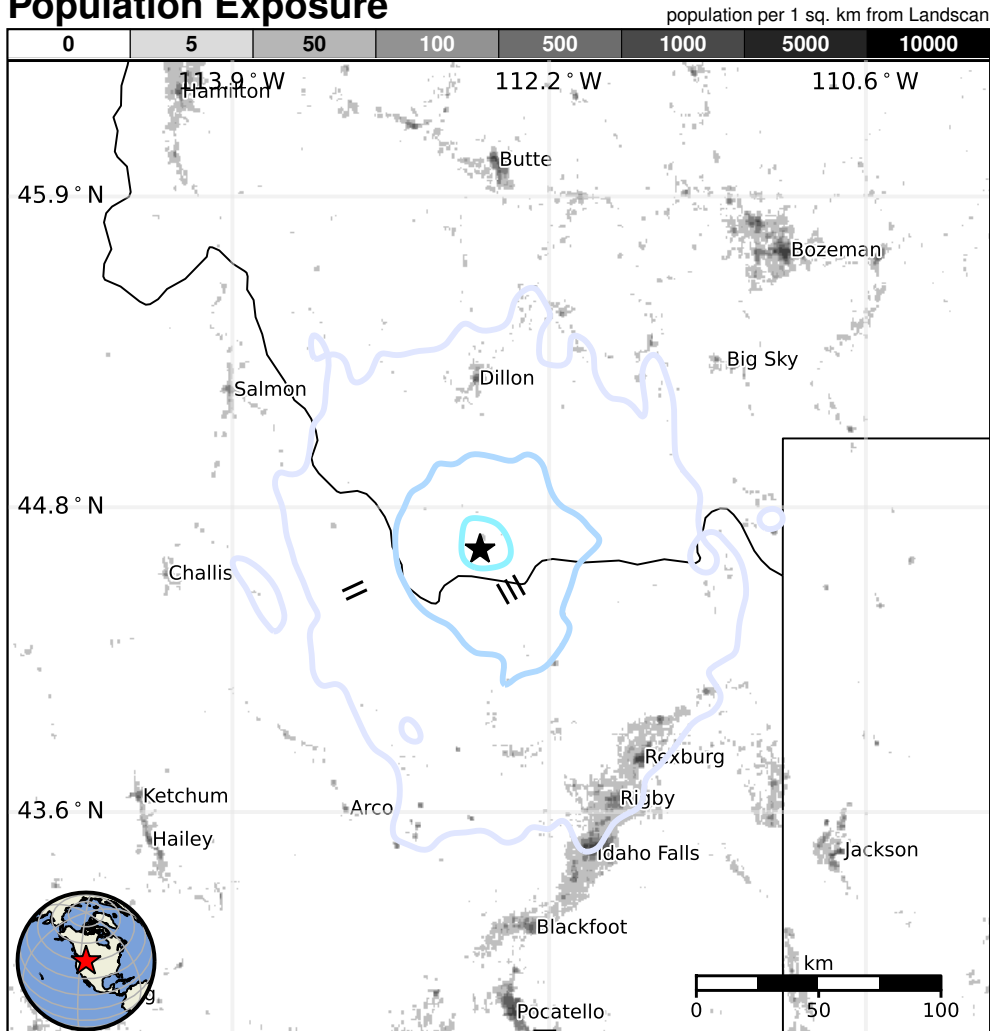 Population Exposure
population per 1 sq. km from Landscan
0 5 50 100 500 1000 5000 10000
113.9°W 112.2°W 110.6°W
Hamilton
Butte
45.9°N
Bozeman
Big Sky
Dillon
Salmon
44.8°N
Challis
II
III
Rexburg
Ketchum
Rigby
Arco
43.6°N
Hailey
Idaho Falls
Jackson
Blackfoot
km
g
Pocatello
0 50 100